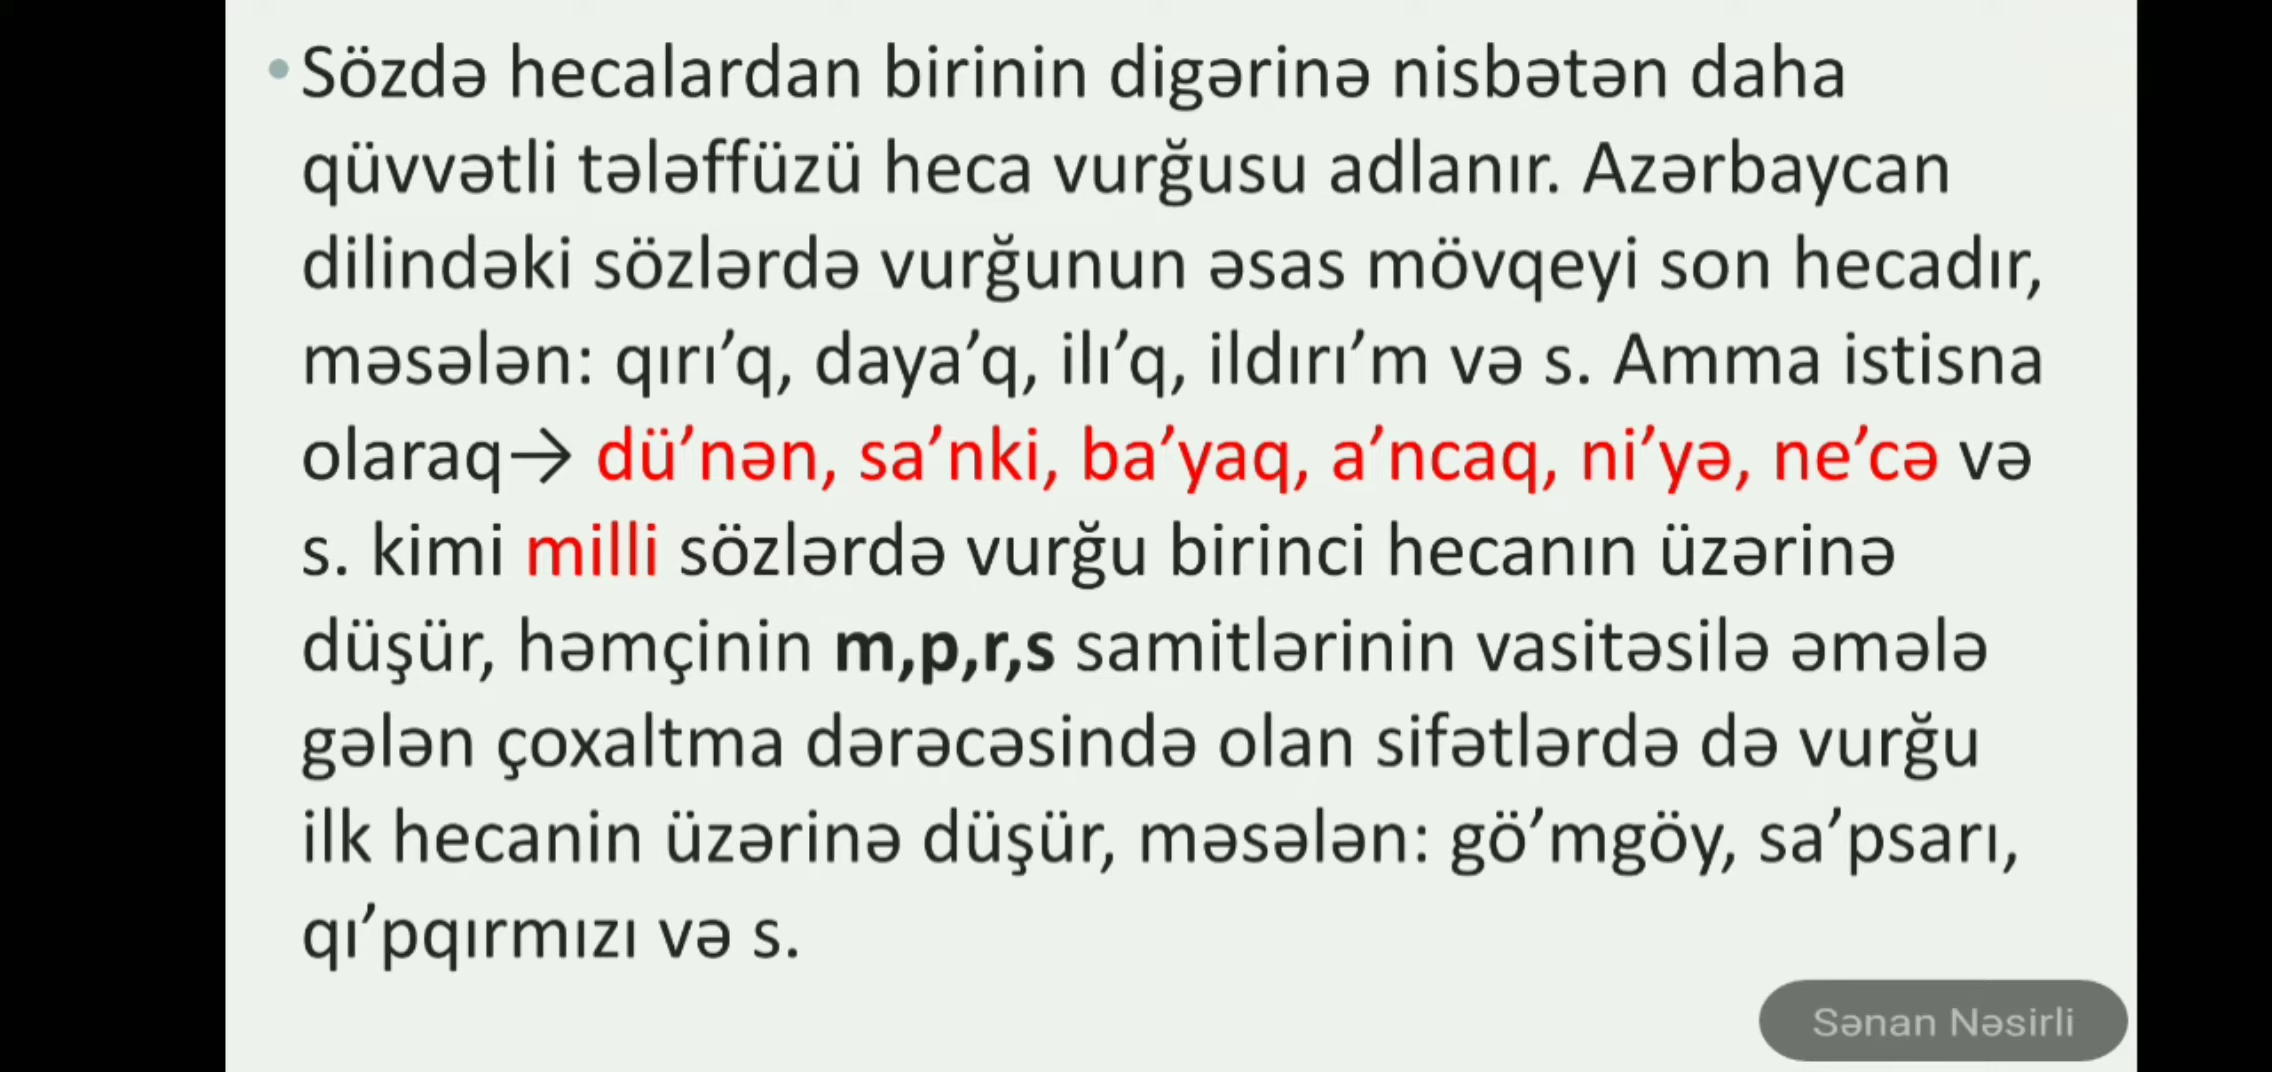 • Sözdə hecalardan birinin digərinə nisbətən daha
qüvvətli tələffüzü heca vurğusu adlanır. Azərbaycan
dilindəki sözlərdə vurğunun əsas mövqeyi son hecadır,
məsələn: qırı’q, daya’q, ilı’q, ildırı’m və s. Amma istisna
olaraq→ dü’nən, sa’nki, ba’yaq, a’ncaq, ni’yə, ne’cə və
s. kimi milli sözlərdə vurğu birinci hecanın üzərinə
düşür, həmçinin m,p,r,s samitlərinin vasitəsilə əmələ
gələn çoxaltma dərəcəsində olan sifətlərdə də vurğu
ilk hecanin üzərinə düşür, məsələn: gö’mgöy, sa’psarı,
qı’pqırmızı və s.
Sənan Nəsirli